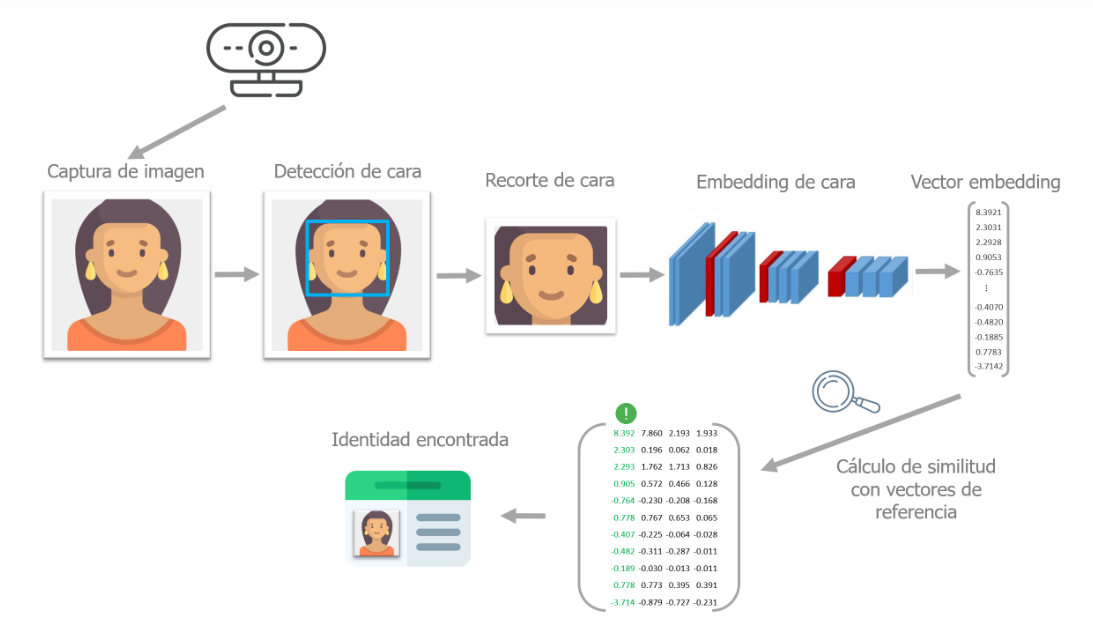 Captura de imagen
Detección de cara
Recorte de cara
Embedding de cara
Vector embedding
8.3921
2.3031
2.2928
0.9053
-0.7635
⋮
-0.4070
-0.4820
-0.1885
0.7783
-3.7142
Cálculo de similitud
con vectores de
referencia
!
8.392 7.860 2.193 1.933
2.303 0.196 0.062 0.018
2.293 1.762 1.713 0.826
0.905 0.572 0.466 0.128
-0.764 -0.230 -0.208 -0.168
0.778 0.767 0.653 0.065
-0.407 -0.225 -0.064 -0.028
-0.482 -0.311 -0.287 -0.011
-0.189 -0.030 -0.013 -0.011
0.778 0.773 0.395 0.391
-3.714 -0.879 -0.727 -0.231
Identidad encontrada